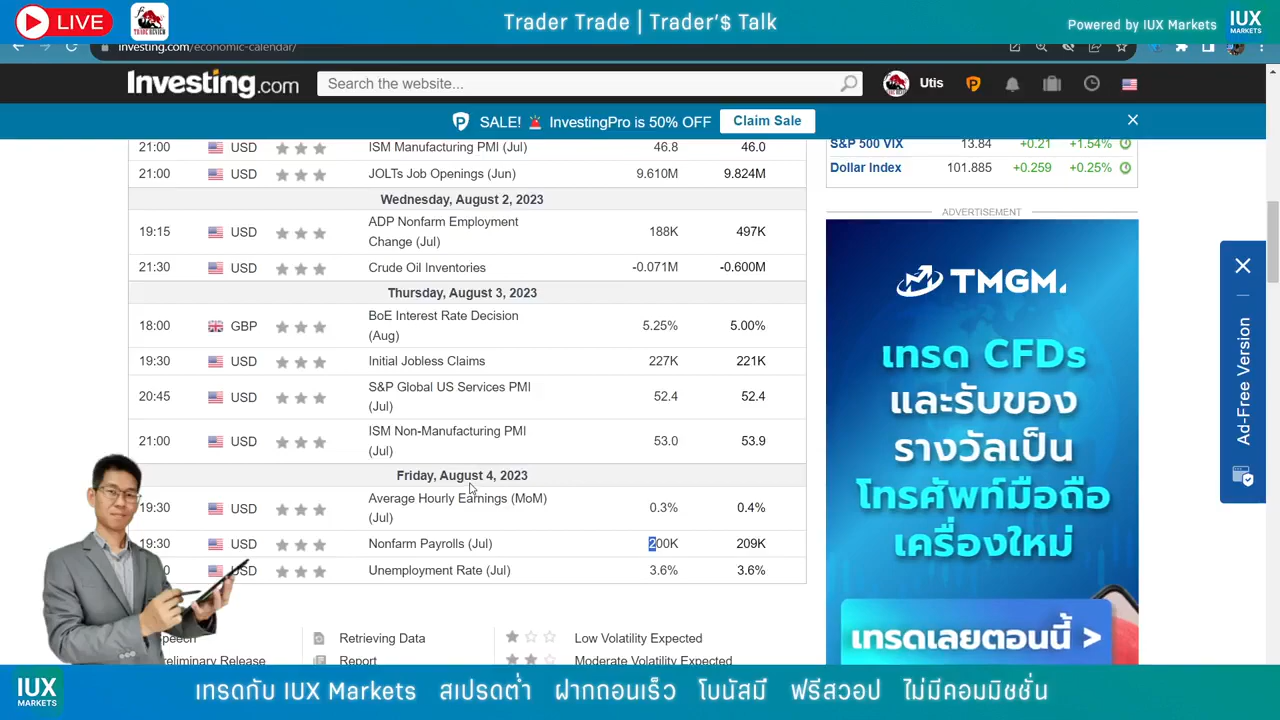 LIVE
TRADE REVIEW
Trader Trade | Trader'$ Talk
Powered by IUX Markets
IUX
MARKETS
investing.com/economic-calendar/
Investing.com
Search the website...
Utis
SALE! InvestingPro is 50% OFF
Claim Sale
21:00 USD ISM Manufacturing PMI (Jul) 46.8 46.0
21:00 USD JOLTs Job Openings (Jun) 9.610M 9.824M
Wednesday, August 2, 2023
19:15 USD ADP Nonfarm Employment Change (Jul) 188K 497K
21:30 USD Crude Oil Inventories -0.071M -0.600M
Thursday, August 3, 2023
18:00 GBP BoE Interest Rate Decision (Aug) 5.25% 5.00%
19:30 USD Initial Jobless Claims 227K 221K
20:45 USD S&P Global US Services PMI (Jul) 52.4 52.4
21:00 USD ISM Non-Manufacturing PMI (Jul) 53.0 53.9
Friday, August 4, 2023
19:30 USD Average Hourly Earnings (MoM) (Jul) 0.3% 0.4%
19:30 USD Nonfarm Payrolls (Jul) 200K 209K
USD Unemployment Rate (Jul) 3.6% 3.6%
Speech
Retrieving Data
Low Volatility Expected
Preliminary Release
Report
Moderate Volatility Expected
S&P 500 VIX 13.84 +0.21 +1.54%
Dollar Index 101.885 +0.259 +0.25%
ADVERTISEMENT
TMGM.
เทรด CFDs
และรับของ
รางวัลเป็น
โทรศัพท์มือถือ
เครื่องใหม่
เทรดเลยตอนนี้ >
Ad-Free Version
IUX
MARKETS
เทรดกับ IUX Markets สเปรดต่ำ ฝากถอนเร็ว โบนัสมี ฟรีสวอป ไม่มีคอมมิชชั่น